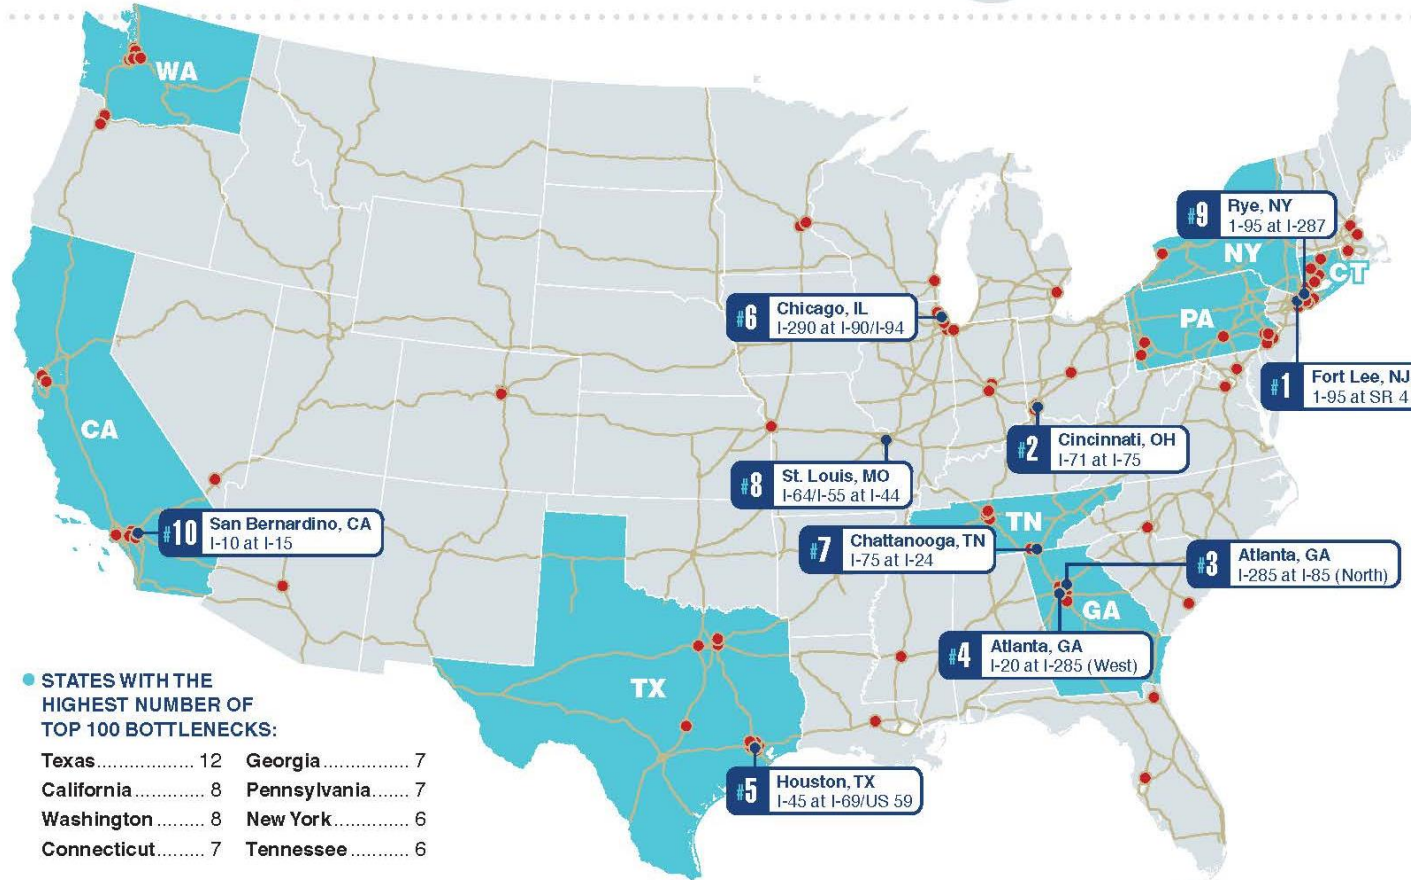 WA
#9 Rye, NY
1-95 at I-287
NY
CT
#6 Chicago, IL
I-290 at I-90/I-94
PA
#1 Fort Lee, NJ
1-95 at SR 4
CA
#2 Cincinnati, OH
I-71 at I-75
#8 St. Louis, MO
I-64/I-55 at I-44
#10 San Bernardino, CA
I-10 at I-15
TN
#7 Chattanooga, TN
I-75 at I-24
#3 Atlanta, GA
I-285 at I-85 (North)
GA
#4 Atlanta, GA
I-20 at I-285 (West)
TX
#5 Houston, TX
I-45 at I-69/US 59
STATES WITH THE
HIGHEST NUMBER OF
TOP 100 BOTTLENECKS:
Texas................. 12 Georgia............... 7
California............ 8 Pennsylvania...... 7
Washington......... 8 New York............. 6
Connecticut......... 7 Tennessee........... 6